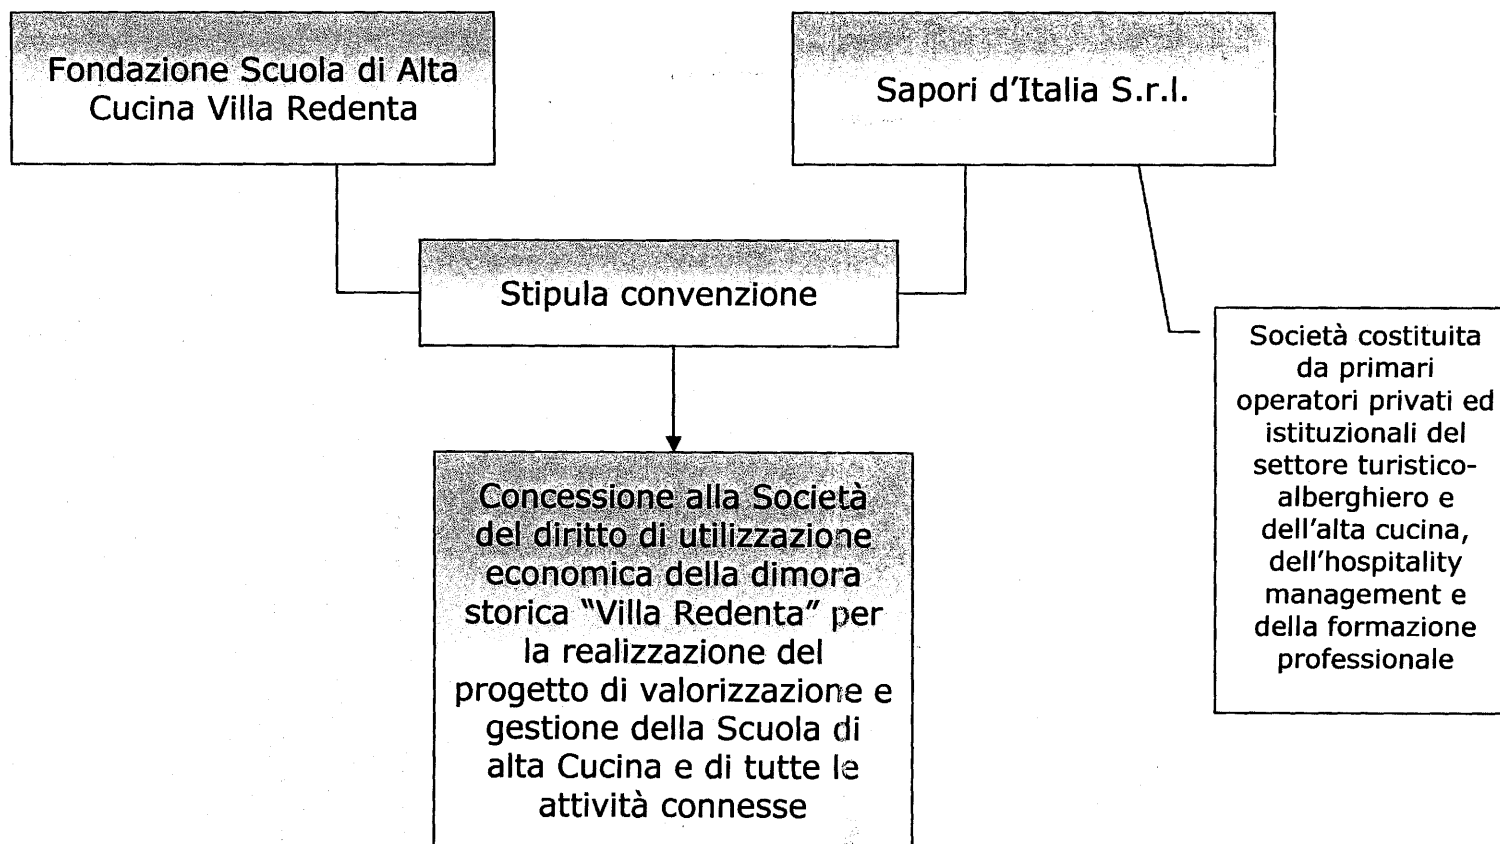 Fondazione Scuola di Alta
Cucina Villa Redenta
Sapori d'Italia S.r.l.
Stipula convenzione
Società costituita
da primari
operatori privati ed
istituzionali del
settore turistico-
alberghiero e
dell'alta cucina,
dell'hospitality
management e
della formazione
professionale
Concessione alla Società
del diritto di utilizzazione
economica della dimora
storica “Villa Redenta” per
la realizzazione del
progetto di valorizzazione e
gestione della Scuola di
alta Cucina e di tutte le
attività connesse